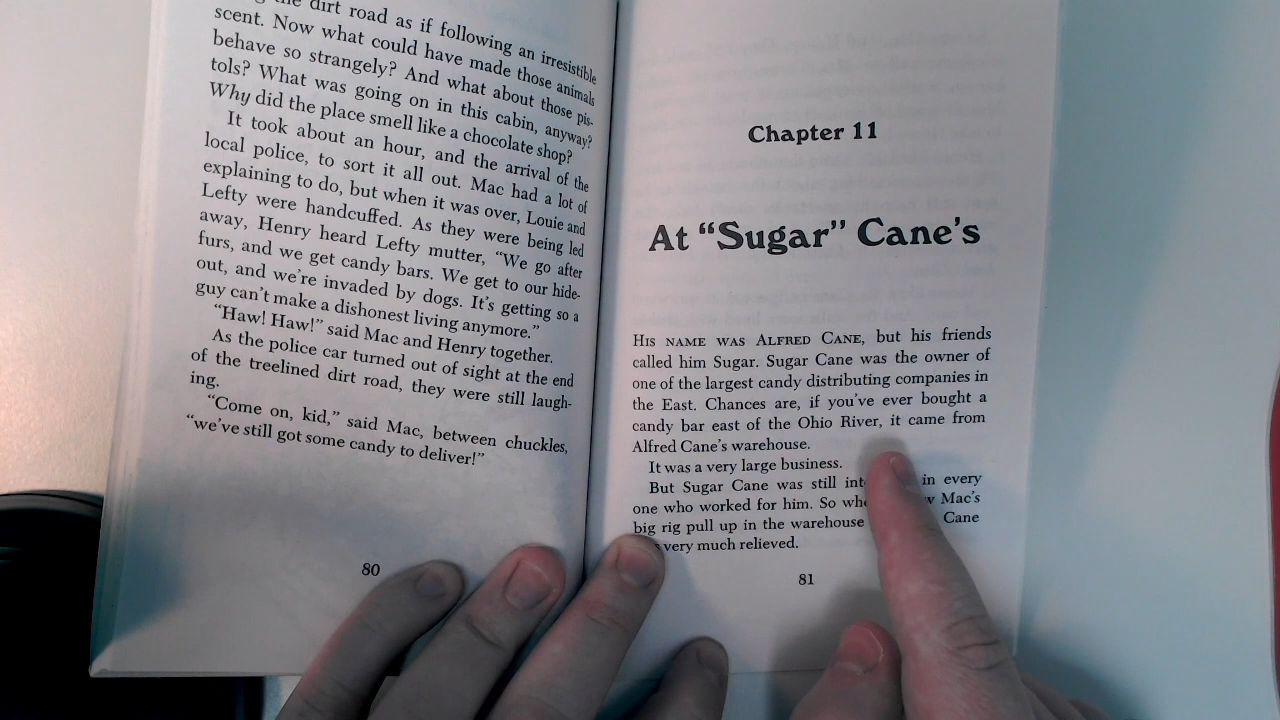 the dirt road as if following an irresistible
scent. Now what could have made those animals
behave so strangely? And what about those pis-
tols? What was going on in this cabin, anyway?
Why did the place smell like a chocolate shop?
It took about an hour, and the arrival of the
local police, to sort it all out. Mac had a lot of
explaining to do, but when it was over, Louie and
Lefty were handcuffed. As they were being led
away, Henry heard Lefty mutter, “We go after
furs, and we get candy bars. We get to our hide-
out, and we’re invaded by dogs. It’s getting so a
guy can’t make a dishonest living anymore.”
“Haw! Haw!” said Mac and Henry together.
As the police car turned out of sight at the end
of the treelined dirt road, they were still laugh-
ing.
“Come on, kid,” said Mac, between chuckles,
“we’ve still got some candy to deliver!”
80
Chapter 11
At “Sugar” Cane’s
HIS NAME WAS ALFRED CANE, but his friends
called him Sugar. Sugar Cane was the owner of
one of the largest candy distributing companies in
the East. Chances are, if you’ve ever bought a
candy bar east of the Ohio River, it came from
Alfred Cane’s warehouse.
It was a very large business.
But Sugar Cane was still in every
one who worked for him. So Mac’s
big rig pull up in the warehouse Cane
very much relieved.
81